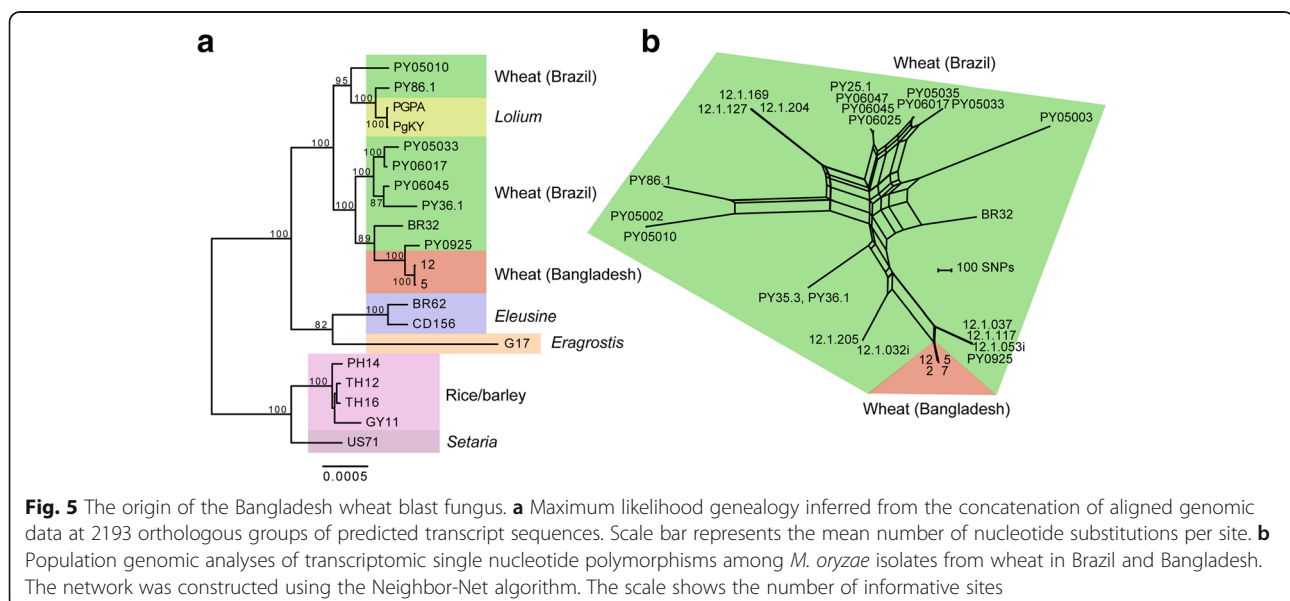 a
PY05010
95
PY86.1
100
PGPA
100
PgKY
Wheat (Brazil)
Lolium
100
PY05033
100
PY06017
100
PY06045
87
PY36.1
100
BR32
89
PY0925
100
12
100
5
Wheat (Brazil)
Wheat (Bangladesh)
100
BR62
100
CD156
82
G17
Eleusine
Eragrostis
PH14
100
TH12
TH16
GY11
100
US71
Rice/barley
Setaria
0.0005
b
Wheat (Brazil)
PY25.1
PY06047
PY06045
PY06025
PY05035
PY06017
PY05033
12.1.169
12.1.127
12.1.204
PY05003
PY86.1
PY05002
PY05010
BR32
100 SNPs
PY35.3, PY36.1
12.1.205
12.1.032i
12.1.037
12.1.117
12.1.053i
PY0925
12 5
2 7
Wheat (Bangladesh)
Fig. 5 The origin of the Bangladesh wheat blast fungus. a Maximum likelihood genealogy inferred from the concatenation of aligned genomic
data at 2193 orthologous groups of predicted transcript sequences. Scale bar represents the mean number of nucleotide substitutions per site. b
Population genomic analyses of transcriptomic single nucleotide polymorphisms among M. oryzae isolates from wheat in Brazil and Bangladesh.
The network was constructed using the Neighbor-Net algorithm. The scale shows the number of informative sites